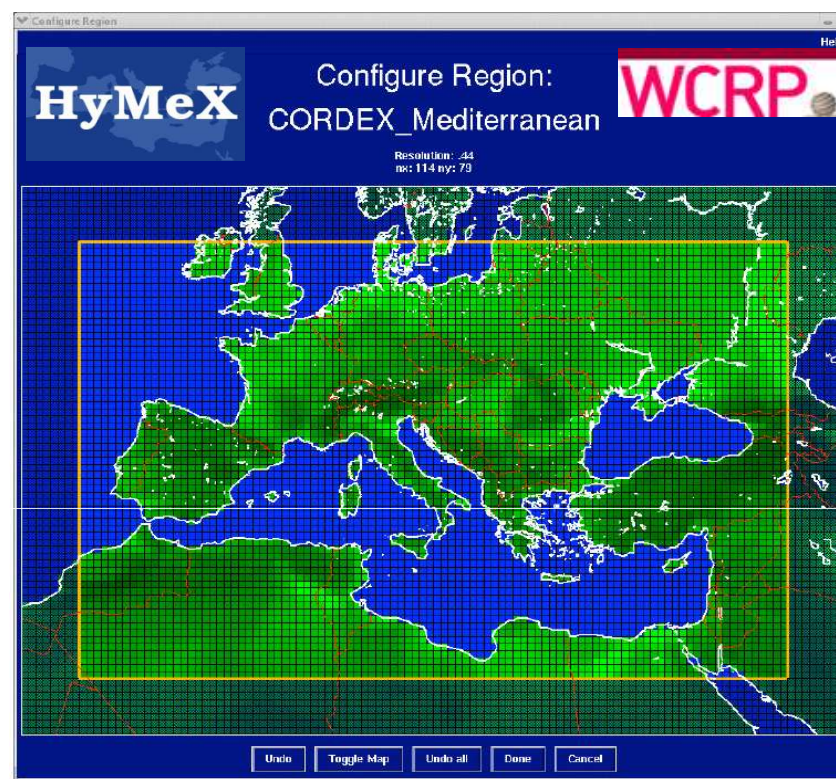 Configure Region
Hel
HyMeX
Configure Region:
CORDEX_Mediterranean
WCRP
Resolution: .44
nx: 114 ny: 79
Undo
Toggle Map
Undo all
Done
Cancel